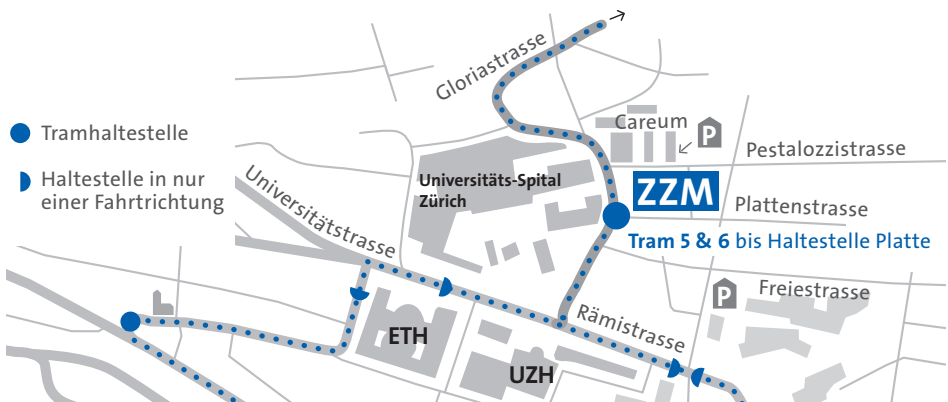 Gloriastrasse
Tramhaltestelle
Haltestelle in nur
einer Fahrtrichtung
Careum
P
Pestalozzistrasse
Universitätstrasse
Universitäts-Spital
Zürich
ZZM
Plattenstrasse
Tram 5 & 6 bis Haltestelle Platte
P
Freiestrasse
Rämistrasse
ETH
UZH